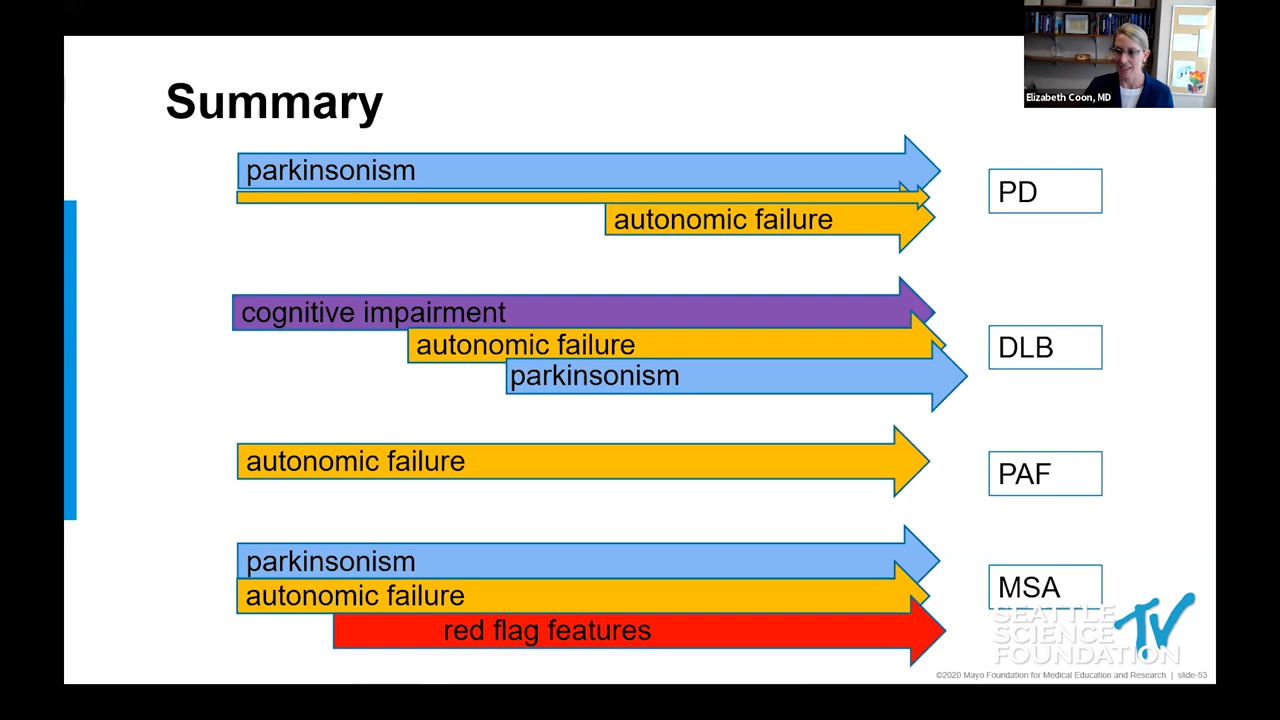 Elizabeth Coon, MD
Summary
parkinsonism
autonomic failure
PD
cognitive impairment
autonomic failure
parkinsonism
DLB
autonomic failure
PAF
parkinsonism
autonomic failure
red flag features
MSA
SEATTLE
SCIENCE
FOUNDATION
TV
©2020 Mayo Foundation for Medical Education and Research | slide-53